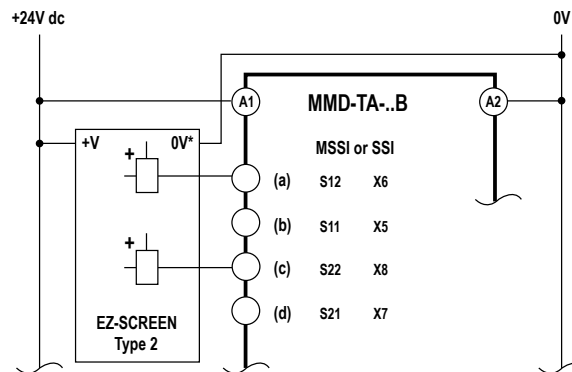 +24V dc 0V
A1 MMD-TA-..B A2
+V 0V*
MSSI or SSI
+
(a) S12 X6
(b) S11 X5
+
(c) S22 X8
(d) S21 X7
EZ-SCREEN
Type 2